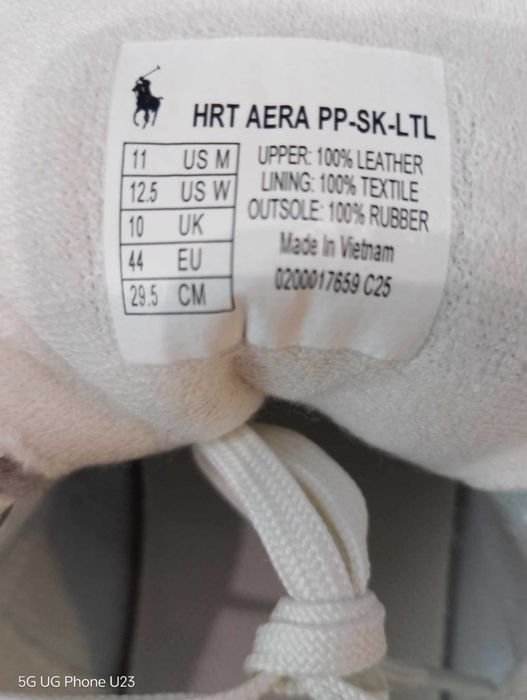 HRT AERA PP-SK-LTL
11 US M
12.5 US W
10 UK
44 EU
29.5 CM
UPPER: 100% LEATHER
LINING: 100% TEXTILE
OUTSOLE: 100% RUBBER
Made In Vietnam
0200017659 C25
5G UG Phone U23